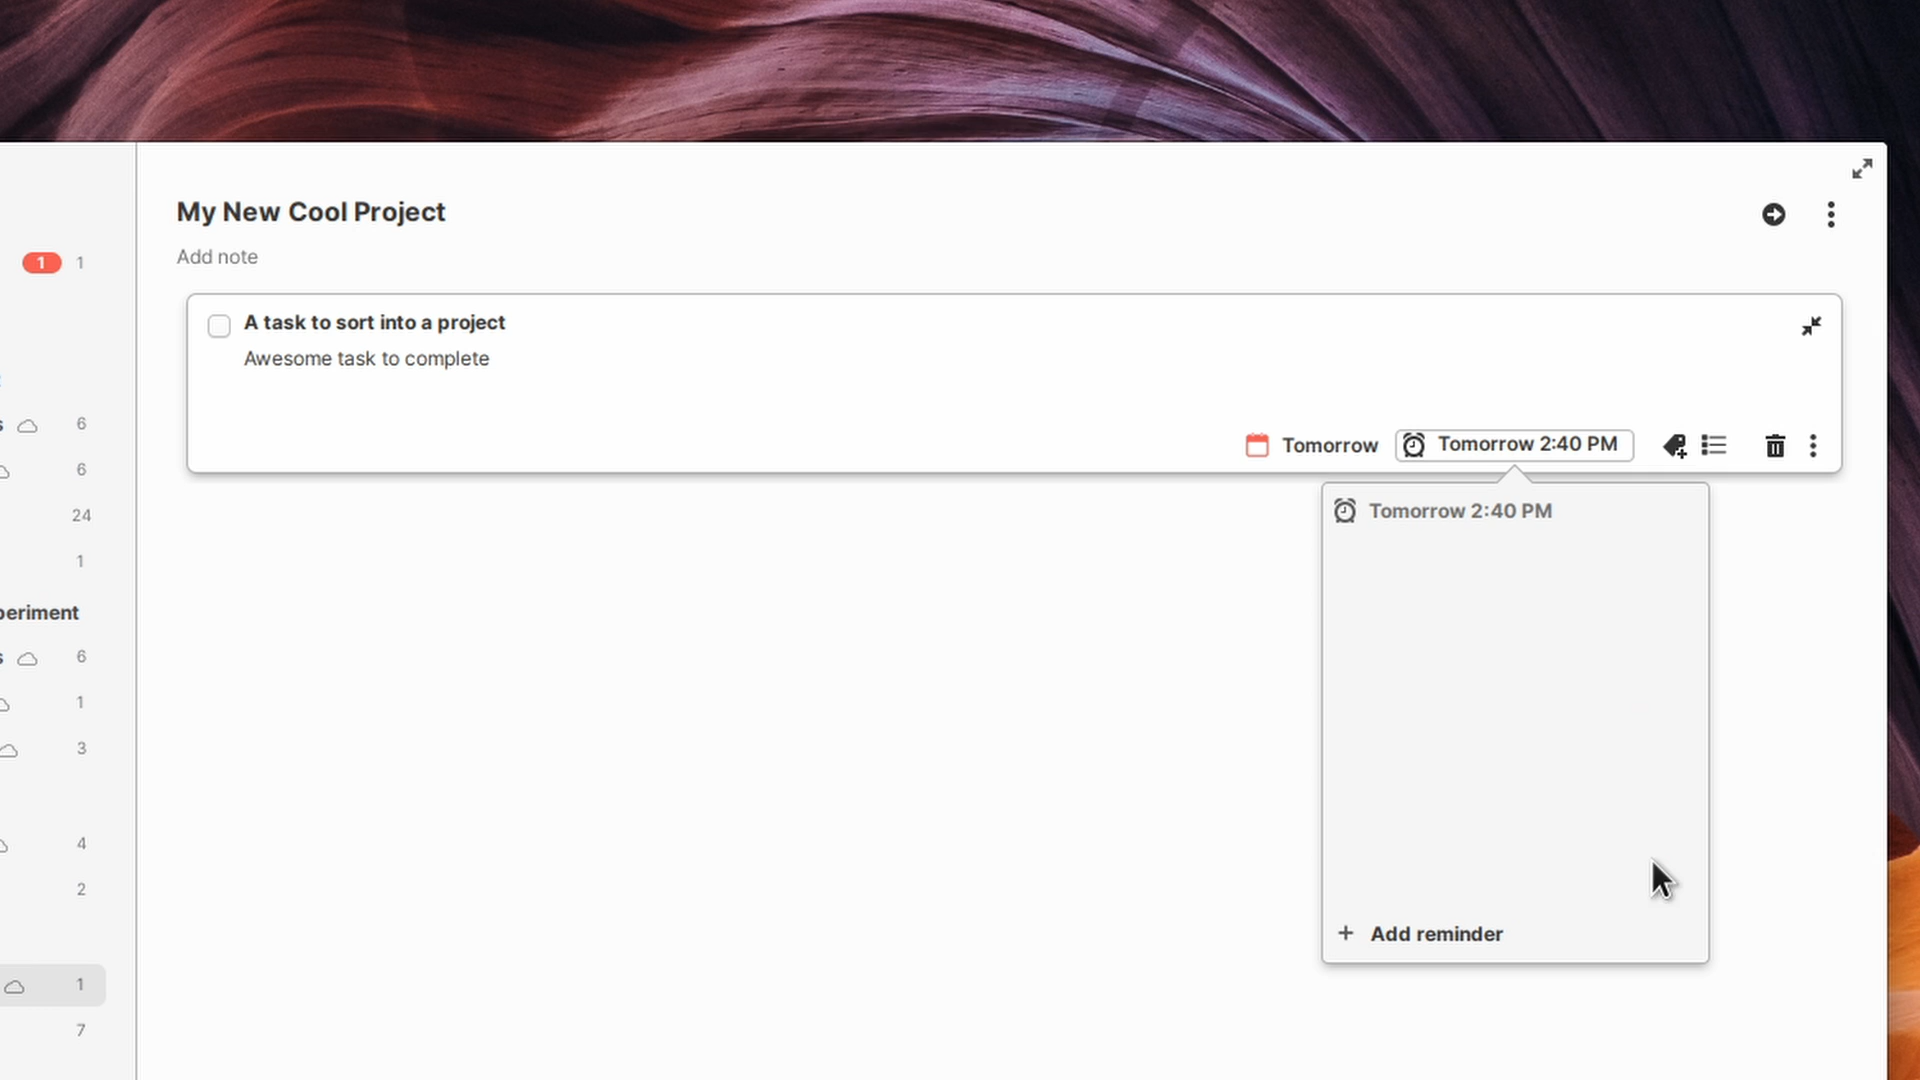 My New Cool Project
Add note
1 1
A task to sort into a project
Awesome task to complete
Tomorrow
Tomorrow 2:40 PM
Tomorrow 2:40 PM
Add reminder
6
6
24
1
periment
6
1
3
4
2
1
7